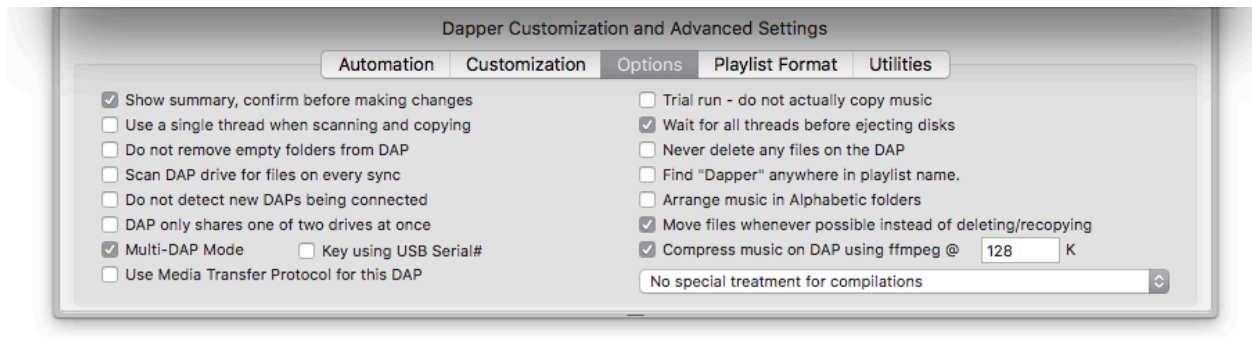 Dapper Customization and Advanced Settings
Automation Customization Options Playlist Format Utilities
Show summary, confirm before making changes
Use a single thread when scanning and copying
Do not remove empty folders from DAP
Scan DAP drive for files on every sync
Do not detect new DAPs being connected
DAP only shares one of two drives at once
Multi-DAP Mode Key using USB Serial#
Use Media Transfer Protocol for this DAP
Trial run - do not actually copy music
Wait for all threads before ejecting disks
Never delete any files on the DAP
Find "Dapper" anywhere in playlist name.
Arrange music in Alphabetic folders
Move files whenever possible instead of deleting/recopying
Compress music on DAP using ffmpeg @ 128 K
No special treatment for compilations